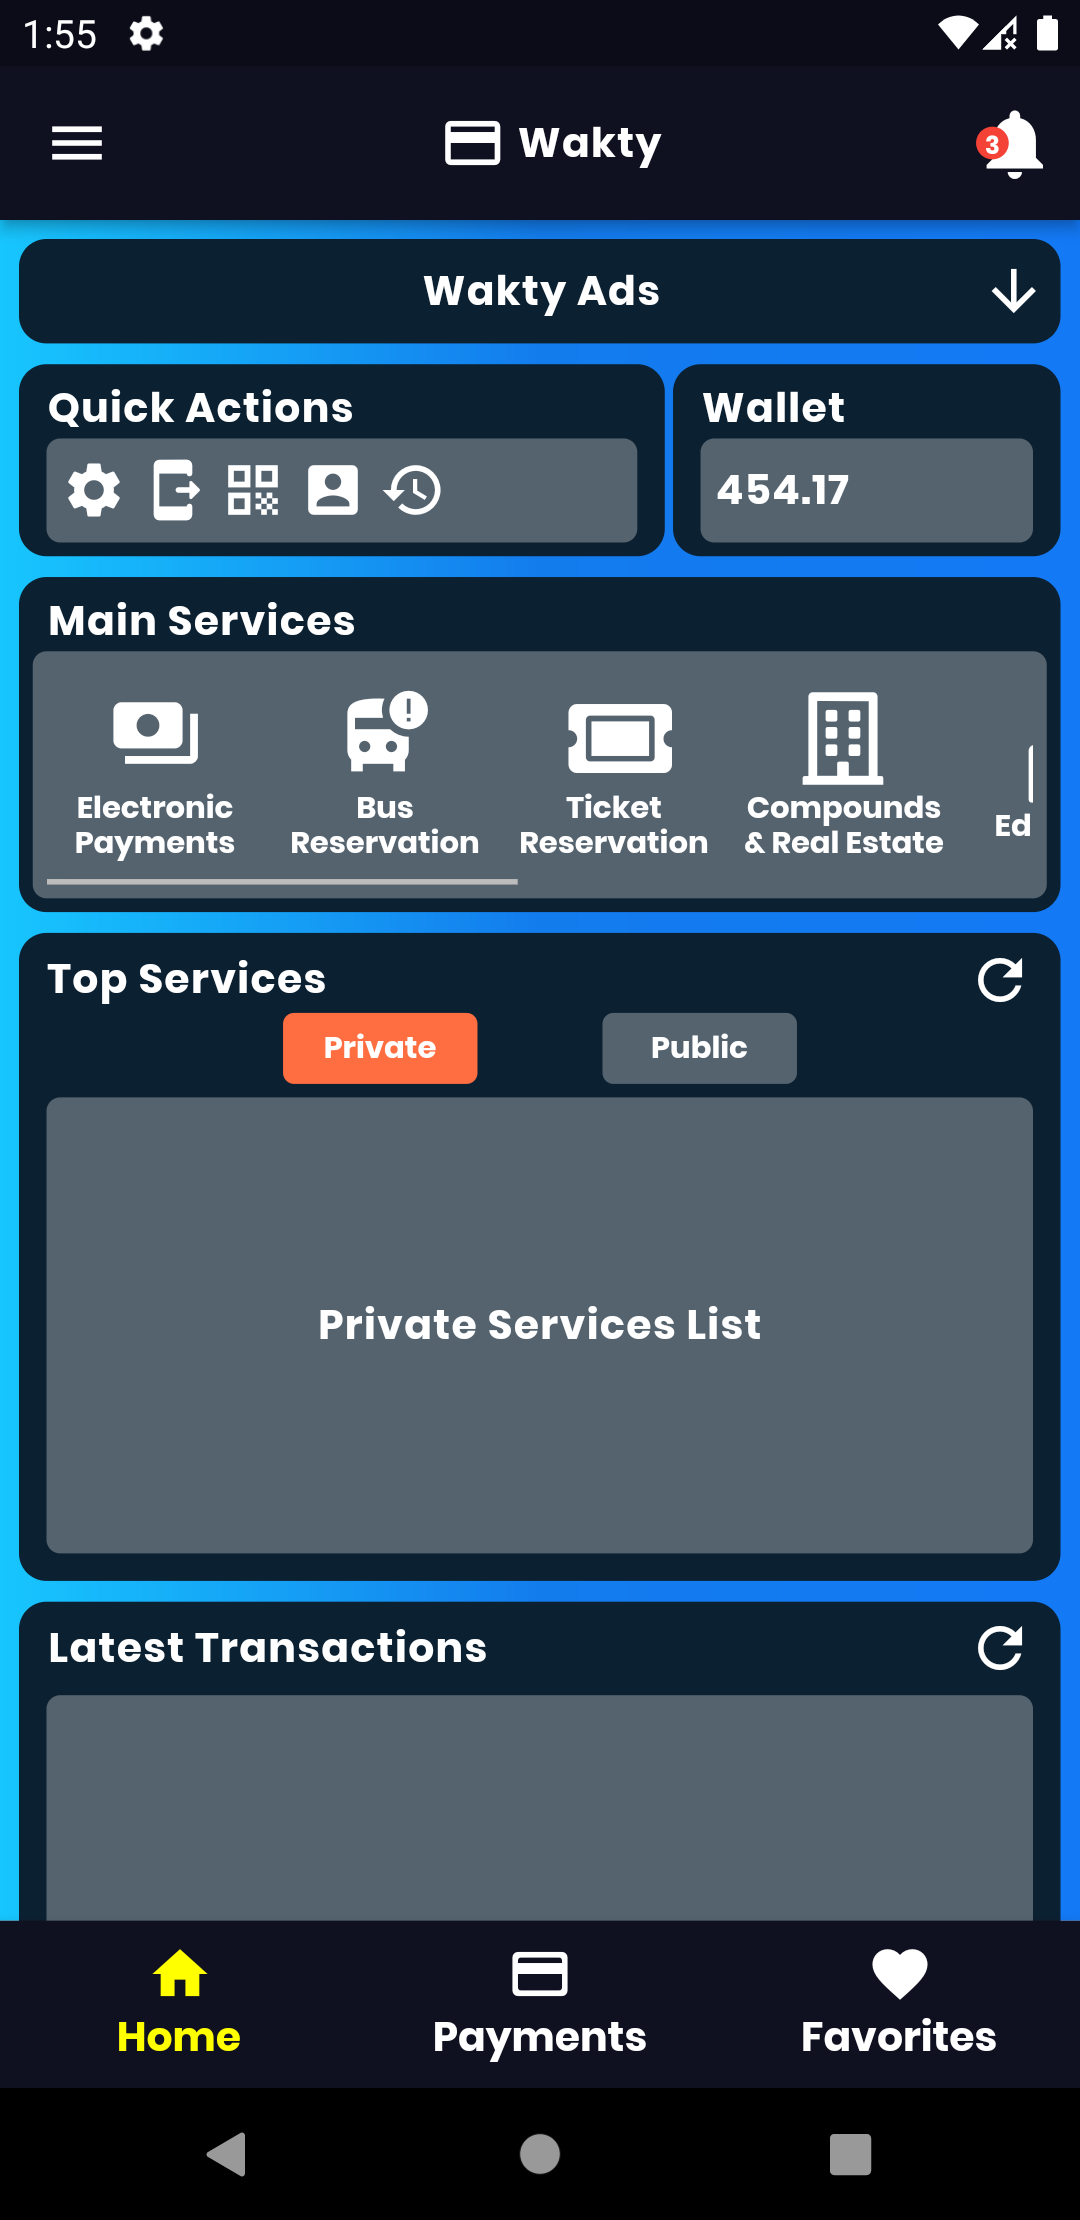 1:55
Wakty
3
Wakty Ads
Quick Actions
Wallet
454.17
Main Services
Electronic
Payments
Bus
Reservation
Ticket
Reservation
Compounds
& Real Estate
Ed
Top Services
Private
Public
Private Services List
Latest Transactions
Home
Payments
Favorites